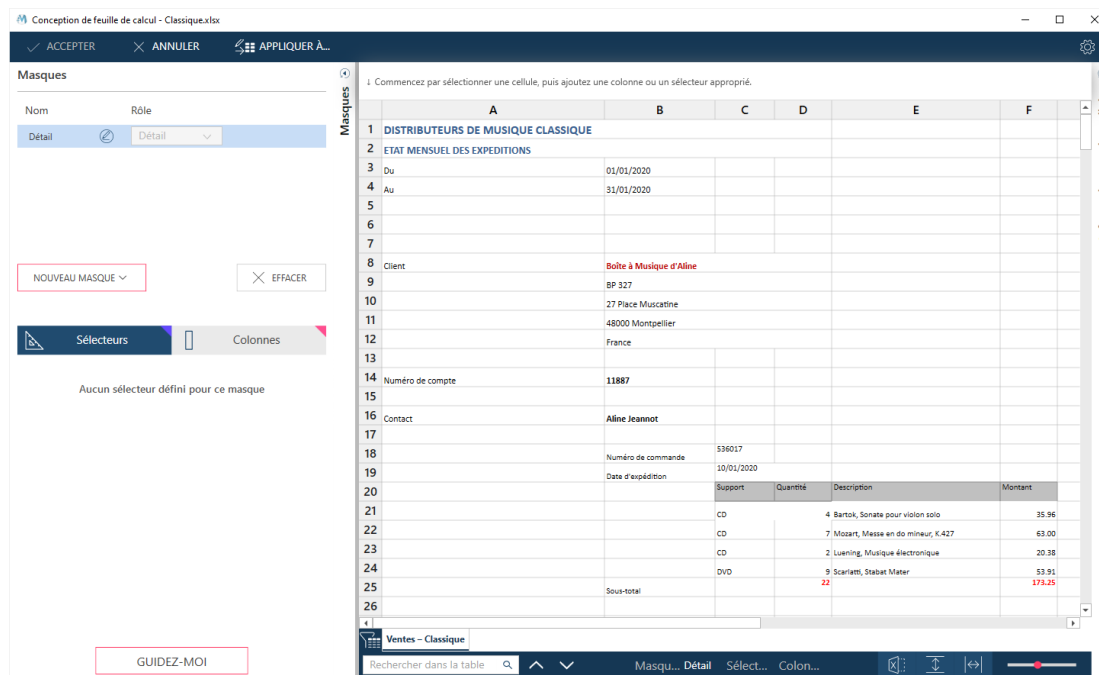 Conception de feuille de calcul - Classique.xlsx
ACCEPTER ANNULER APPLIQUER À...
Masques
Nom Rôle
Détail Détail
NOUVEAU MASQUE EFFACER
Sélecteurs Colonnes
Aucun sélecteur défini pour ce masque
GUIDEZ-MOI
Masques
↓ Commencez par sélectionner une cellule, puis ajoutez une colonne ou un sélecteur approprié.
A B C D E F
1 DISTRIBUTEURS DE MUSIQUE CLASSIQUE
2 ETAT MENSUEL DES EXPEDITIONS
3 Du 01/01/2020
4 Au 31/01/2020
5
6
7
8 Client Boîte à Musique d'Aline
9 BP 327
10 27 Place Muscatine
11 48000 Montpellier
12 France
13
14 Numéro de compte 11887
15
16 Contact Aline Jeannot
17
18 Numéro de commande 536017
19 Date d'expédition 10/01/2020
20 Support Quantité Description Montant
21 CD 4 Bartok, Sonate pour violon solo 35.96
22 CD 7 Mozart, Messe en do mineur, K.427 63.00
23 CD 2 Luening, Musique électronique 20.38
24 DVD 9 Scarlatti, Stabat Mater 53.91
25 Sous-total 22 173.25
26
Ventes – Classique
Rechercher dans la table Masqu... Détail Sélect... Colon...